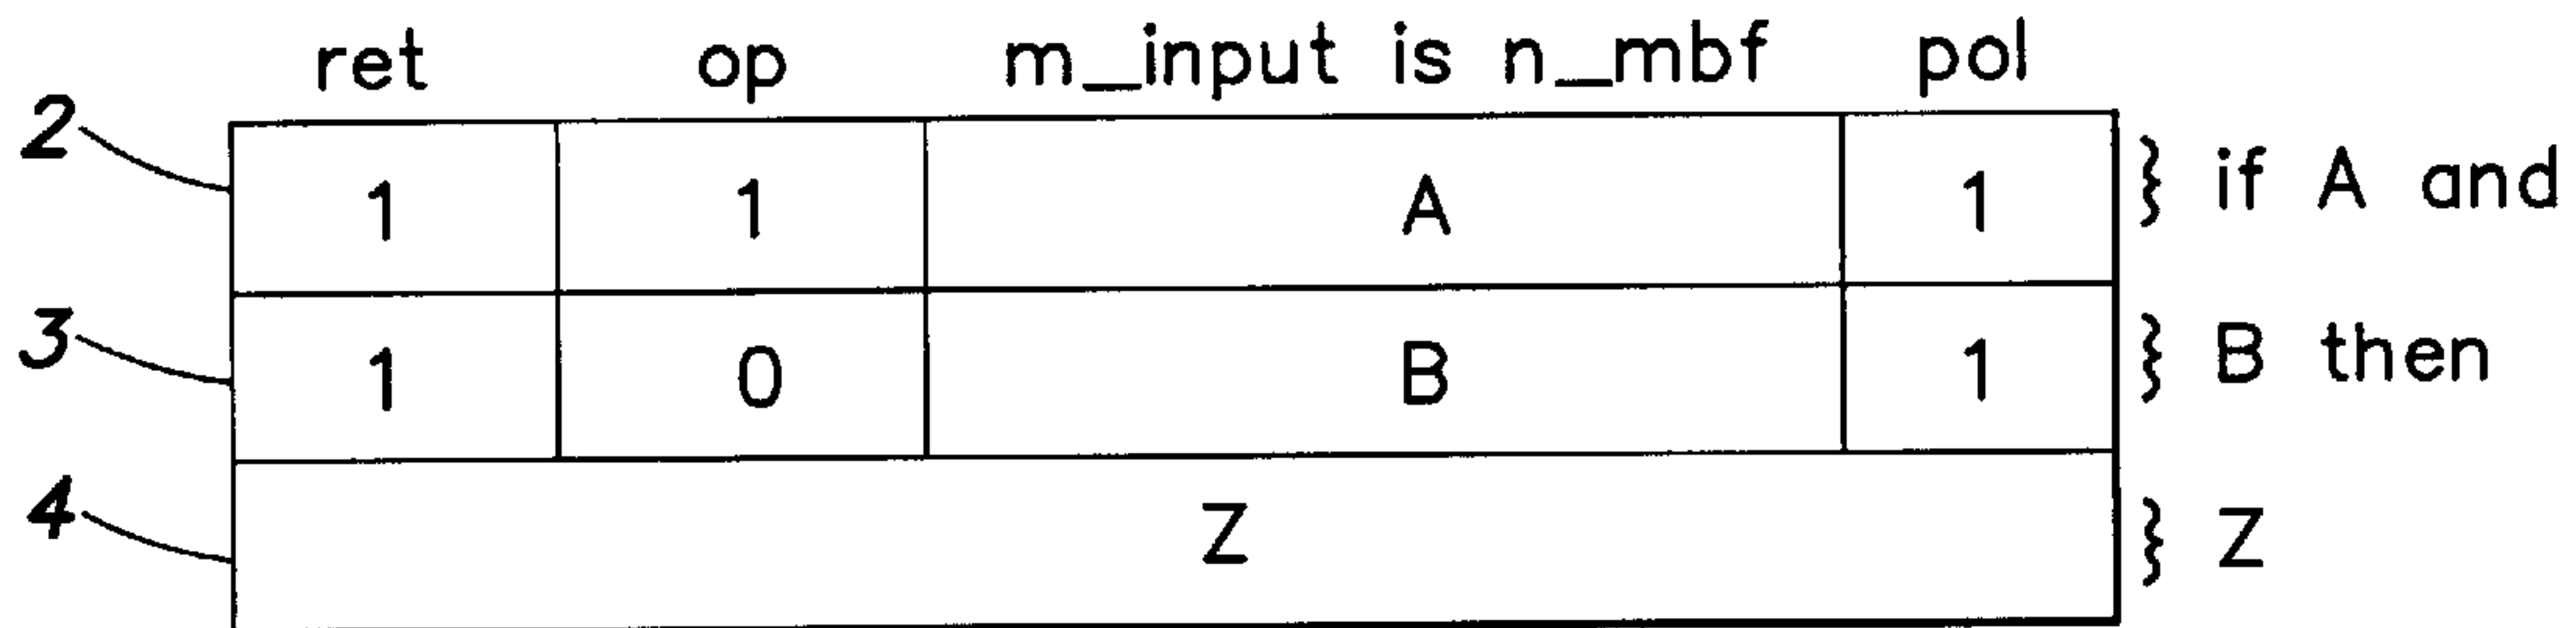 ret op m_input is n_mbf pol
2 1 1 A 1 if A and
3 1 0 B 1 B then
4 Z Z